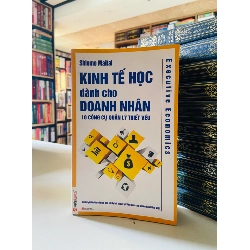 Shlomo Maital
KINH TẾ HỌC
dành cho
DOANH NHÂN
10 CÔNG CỤ QUẢN LÝ THIẾT YẾU
Executive Economics